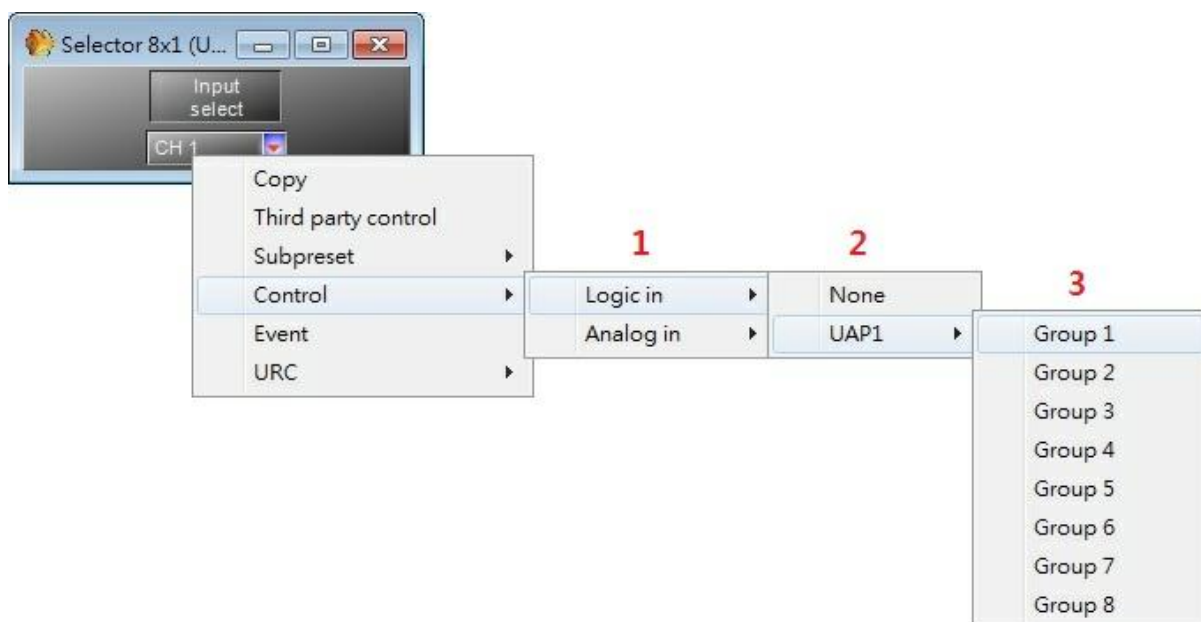 Selector 8x1 (U...
Input
select
CH 1
Copy
Third party control
Subpreset
Control
Event
URC
1
Logic in
Analog in
2
None
UAP1
3
Group 1
Group 2
Group 3
Group 4
Group 5
Group 6
Group 7
Group 8